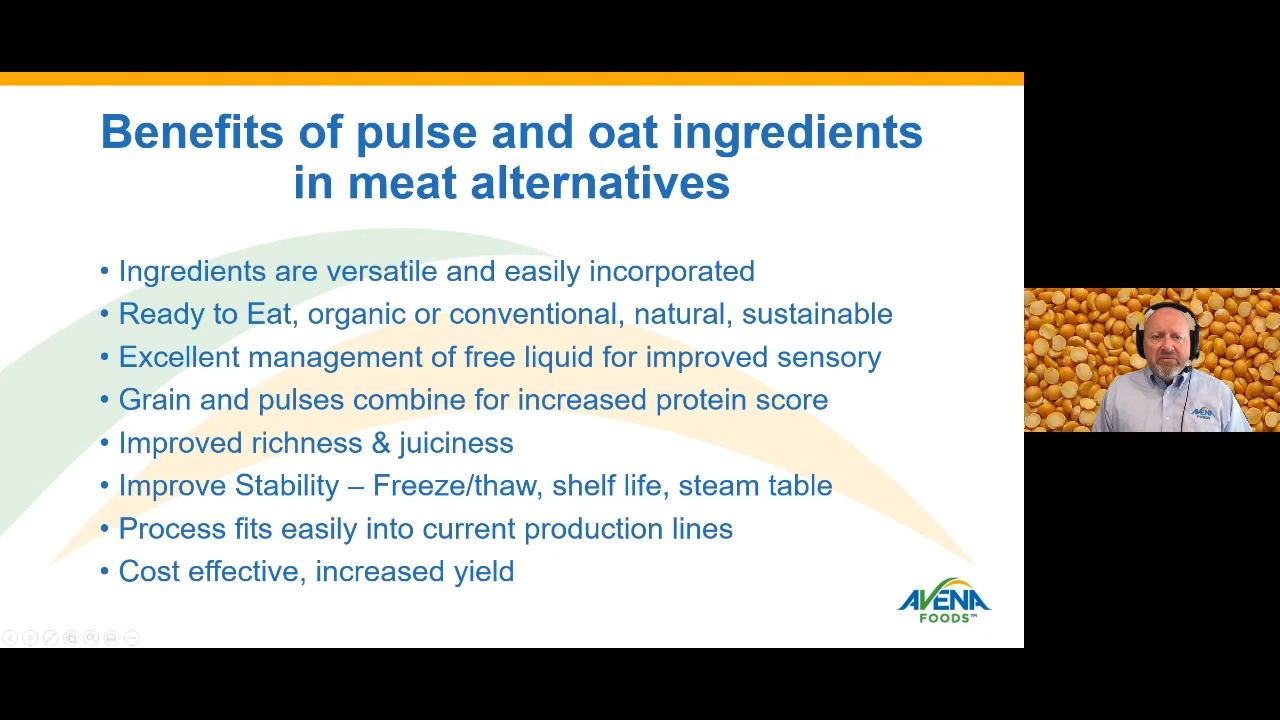 Benefits of pulse and oat ingredients
in meat alternatives
• Ingredients are versatile and easily incorporated
• Ready to Eat, organic or conventional, natural, sustainable
• Excellent management of free liquid for improved sensory
• Grain and pulses combine for increased protein score
• Improved richness & juiciness
• Improve Stability – Freeze/thaw, shelf life, steam table
• Process fits easily into current production lines
• Cost effective, increased yield
AVENA
FOODS™
AVENA
FOODS